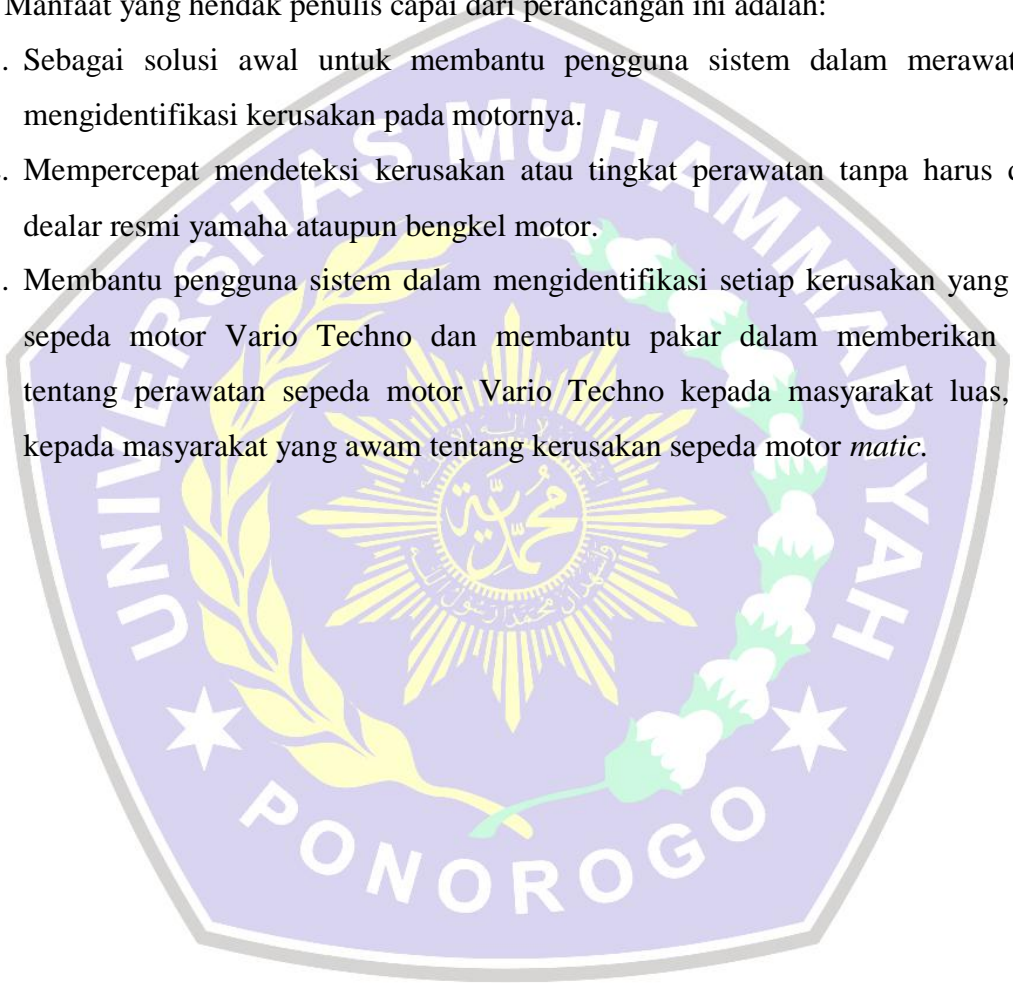 Manfaat yang hendak penulis capai dari perancangan ini adalah:
. Sebagai solusi awal untuk membantu pengguna sistem dalam merawat
mengidentifikasi kerusakan pada motornya.
. Mempercepat mendeteksi kerusakan atau tingkat perawatan tanpa harus
dealar resmi yamaha ataupun bengkel motor.
. Membantu pengguna sistem dalam mengidentifikasi setiap kerusakan yang
sepeda motor Vario Techno dan membantu pakar dalam memberikan
tentang perawatan sepeda motor Vario Techno kepada masyarakat luas,
kepada masyarakat yang awam tentang kerusakan sepeda motor matic.
UNIVERSITAS MUHAMMADIYAH
PONOROGO